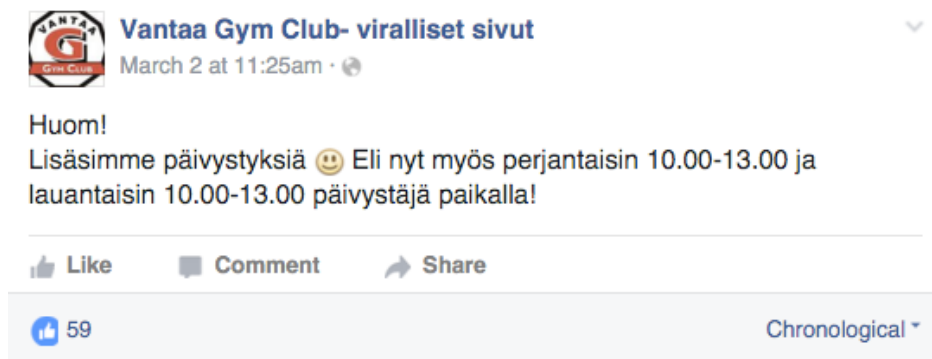 VANTAA
G
GYM CLUB
Vantaa Gym Club- viralliset sivut
March 2 at 11:25am ·
Huom!
Lisäsimme päivystyksiä 🙂 Eli nyt myös perjantaisin 10.00-13.00 ja
lauantaisin 10.00-13.00 päivystäjä paikalla!
Like Comment Share
59 Chronological